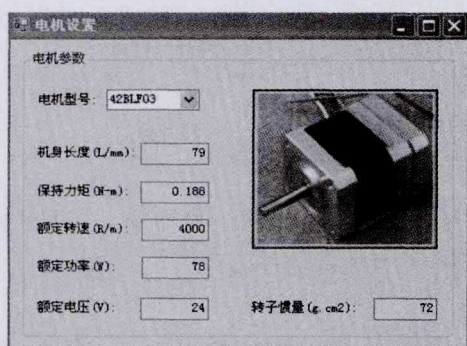 电机设置
电机参数
电机型号: 42BLF03
机身长度(L/mm): 79
保持力矩(N-m): 0.188
额定转速(R/m): 4000
额定功率(W): 78
额定电压(V): 24
转子惯量(g.cm2): 72